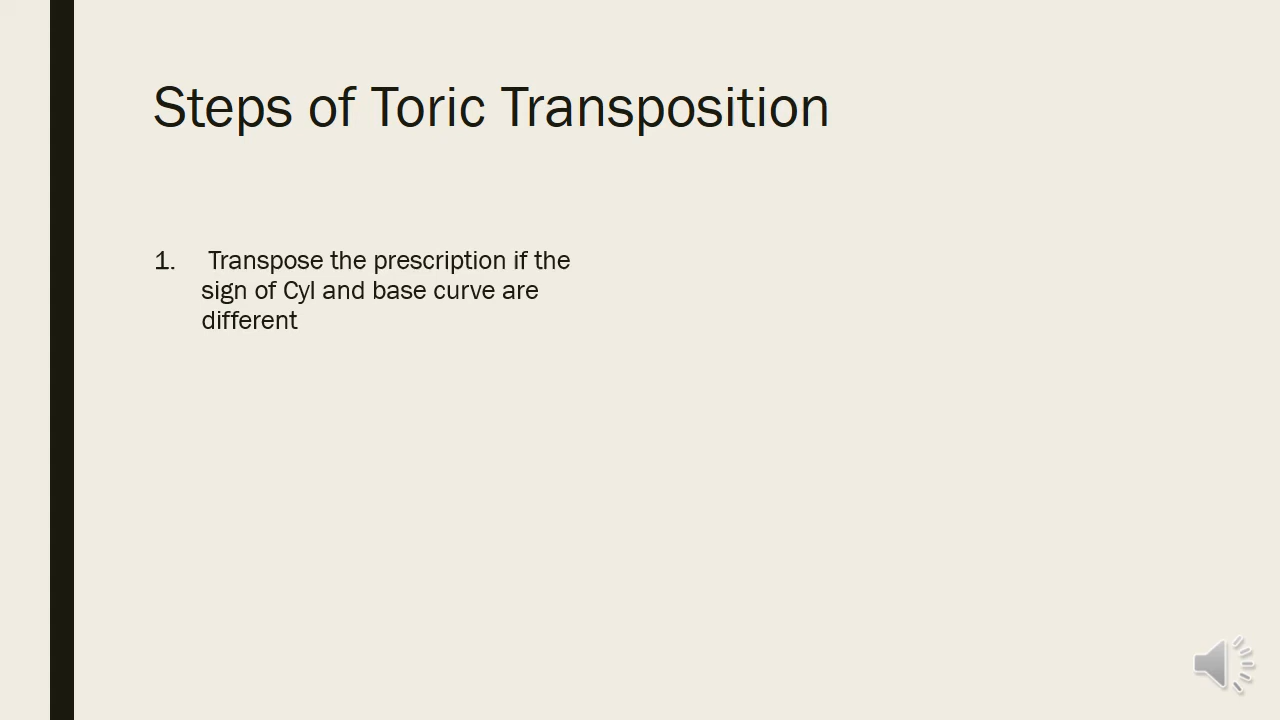 Steps of Toric Transposition
1. Transpose the prescription if the
sign of Cyl and base curve are
different